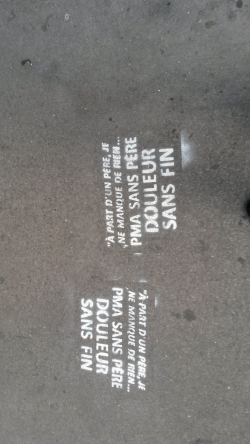 "À PART D'UN PÈRE, JE
NE MANQUE DE RIEN...
PMA SANS PÈRE
DOULEUR
SANS FIN
"À PART D'UN PÈRE, JE
NE MANQUE DE RIEN...
PMA SANS PÈRE
DOULEUR
SANS FIN